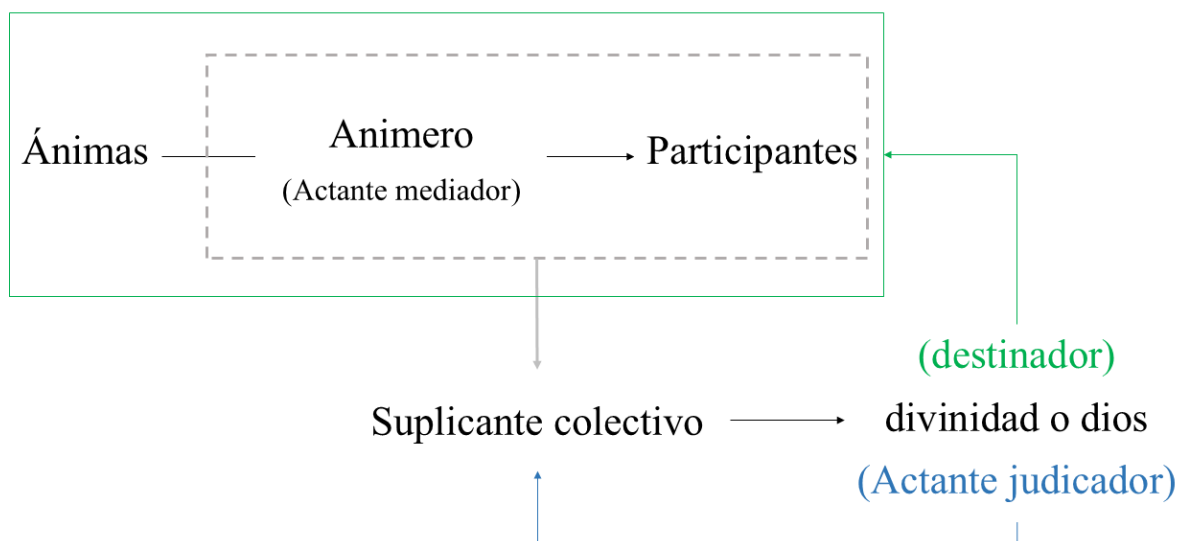 Ánimas
Animero
(Actante mediador)
Participantes
(destinador)
Suplicante colectivo
divinidad o dios
(Actante judicador)